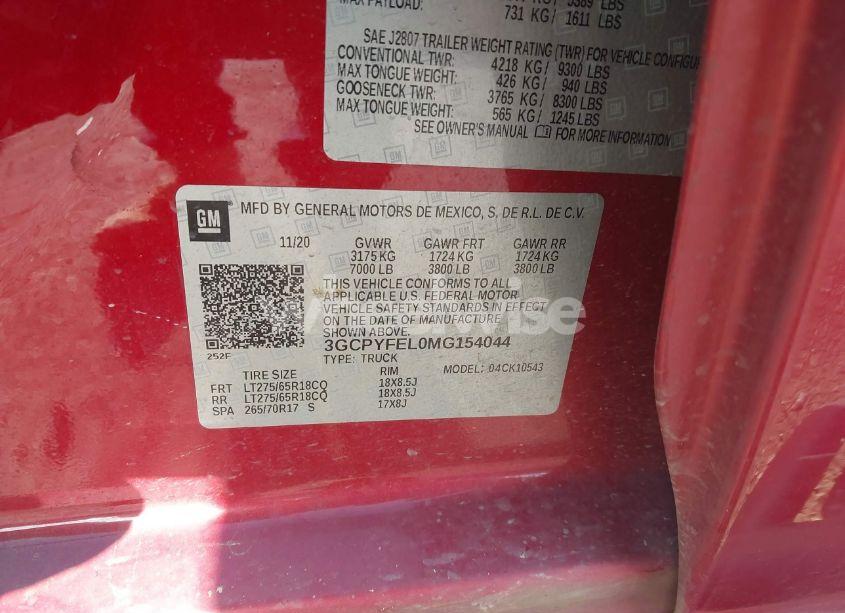 MAX PAYLOAD:
731 KG/ 1611 LBS
SAE J2807 TRAILER WEIGHT RATING (TWR) FOR VEHICLE
CONVENTIONAL TWR: 4218 KG/ 9300 LBS
MAX TONGUE WEIGHT: 426 KG/ 940 LBS
GOOSENECK TWR: 3765 KG/ 8300 LBS
MAX TONGUE WEIGHT: 565 KG/ 1245 LBS
SEE OWNER'S MANUAL FOR MORE INFORMATION
GM
MFD BY GENERAL MOTORS DE MEXICO, S. DE R.L. DE C.V.
11/20 GVWR GAWR FRT GAWR RR
3175 KG 1724 KG 1724 KG
7000 LB 3800 LB 3800 LB
THIS VEHICLE CONFORMS TO ALL
APPLICABLE U.S. FEDERAL MOTOR
VEHICLE SAFETY STANDARDS IN EFFECT
ON THE DATE OF MANUFACTURE
SHOWN ABOVE.
252F
3GCPYFEL0MG154044
TYPE: TRUCK
MODEL: 04CK10543
TIRE SIZE RIM
FRT LT275/65R18CQ 18X8.5J
RR LT275/65R18CQ 18X8.5J
SPA 265/70R17 S 17X8J